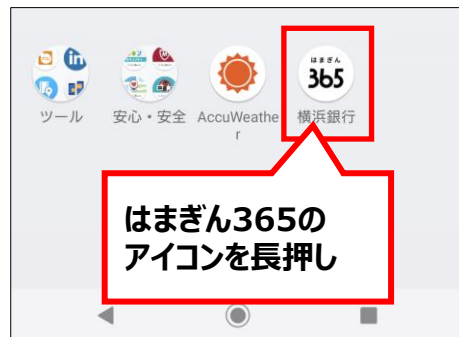 はまぎん
365
ツール
安心・安全
AccuWeathe
r
横浜銀行
はまぎん365の
アイコンを長押し